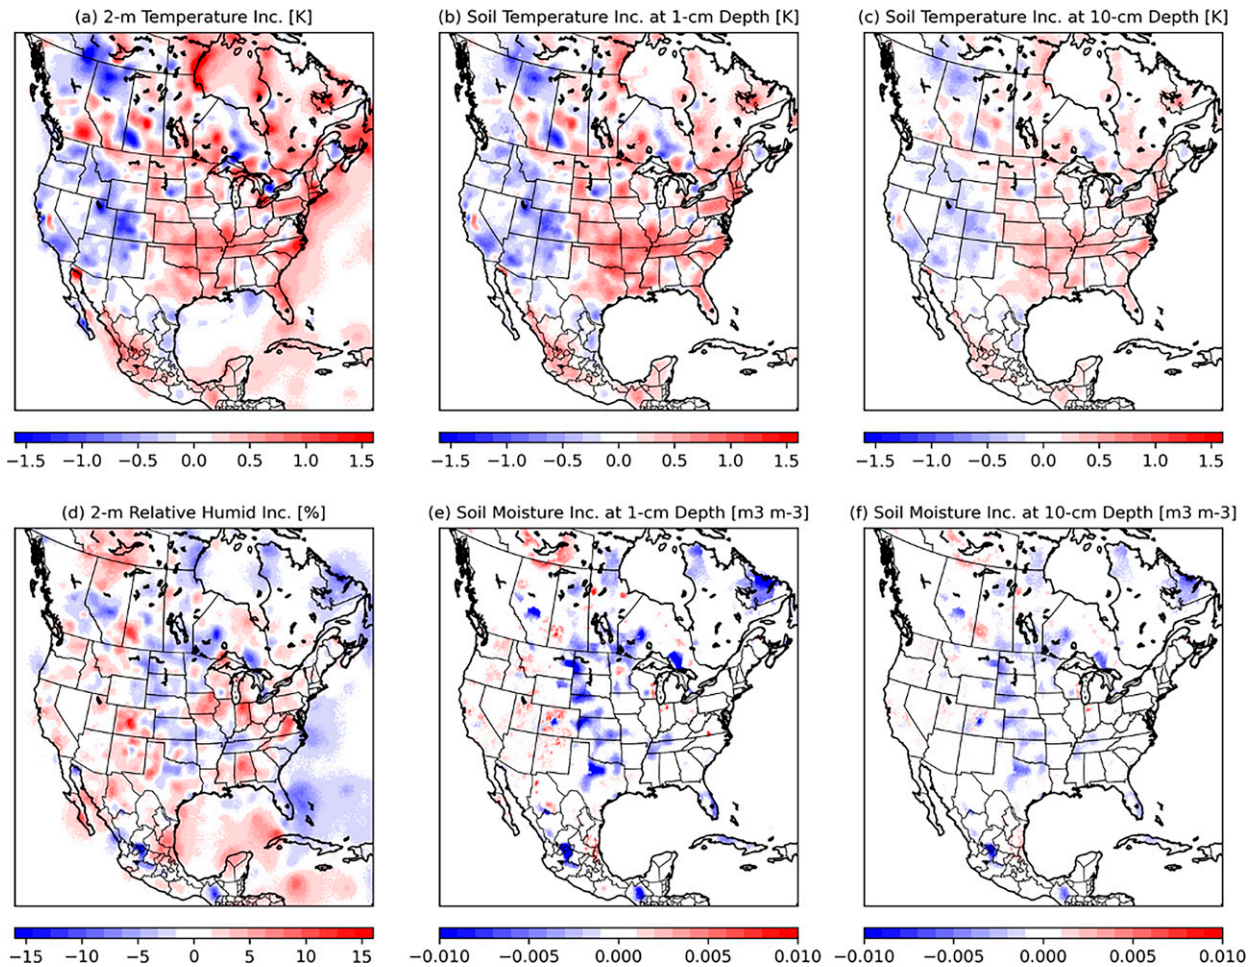 (a) 2-m Temperature Inc. [K]
(b) Soil Temperature Inc. at 1-cm Depth [K]
(c) Soil Temperature Inc. at 10-cm Depth [K]
−1.5 −1.0 −0.5 0.0 0.5 1.0 1.5
−1.5 −1.0 −0.5 0.0 0.5 1.0 1.5
−1.5 −1.0 −0.5 0.0 0.5 1.0 1.5
(d) 2-m Relative Humid Inc. [%]
(e) Soil Moisture Inc. at 1-cm Depth [m3 m-3]
(f) Soil Moisture Inc. at 10-cm Depth [m3 m-3]
−15 −10 −5 0 5 10 15
−0.010 −0.005 0.000 0.005 0.010
−0.010 −0.005 0.000 0.005 0.010